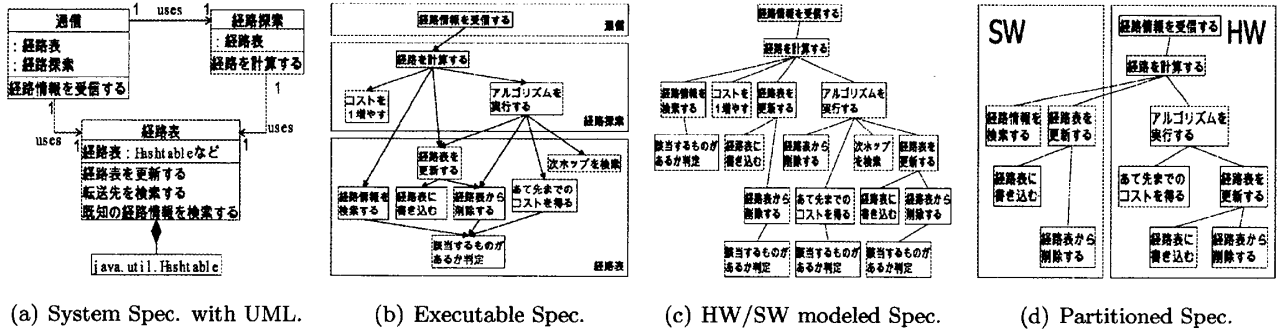 1 uses 1
通信
: 経路表
: 経路探索
経路情報を受信する
経路探索
: 経路表
経路を計算する
uses
1
uses
1
経路表
経路表 : Hashtableなど
経路表を更新する
転送先を検索する
既知の経路情報を検索する
java.util.Hashtable
(a) System Spec. with UML.
経路情報を受信する
通信
経路を計算する
コストを
1増やす
アルゴリズムを
実行する
経路探索
経路表を
更新する
次ホップを検索
経路情報を
検索する
経路表に
書き込む
経路表から
削除する
あて先までの
コストを得る
該当するものが
あるか判定
経路表
(b) Executable Spec.
経路情報を受信する
経路を計算する
経路情報を
検索する
コストを
1増やす
経路表を
更新する
アルゴリズムを
実行する
該当するものが
あるか判定
経路表に
書き込む
経路表から
削除する
次ホップ
を検索
経路表を
更新する
経路表から
削除する
あて先までの
コストを得る
経路表に
書き込む
経路表から
削除する
該当するものが
あるか判定
該当するものが
あるか判定
該当するものが
あるか判定
(c) HW/SW modeled Spec.
SW
HW
経路情報を受信する
経路を計算する
経路情報を
検索する
経路表を
更新する
アルゴリズムを
実行する
経路表に
書き込む
あて先までの
コストを得る
経路表を
更新する
経路表から
削除する
経路表に
書き込む
経路表から
削除する
(d) Partitioned Spec.